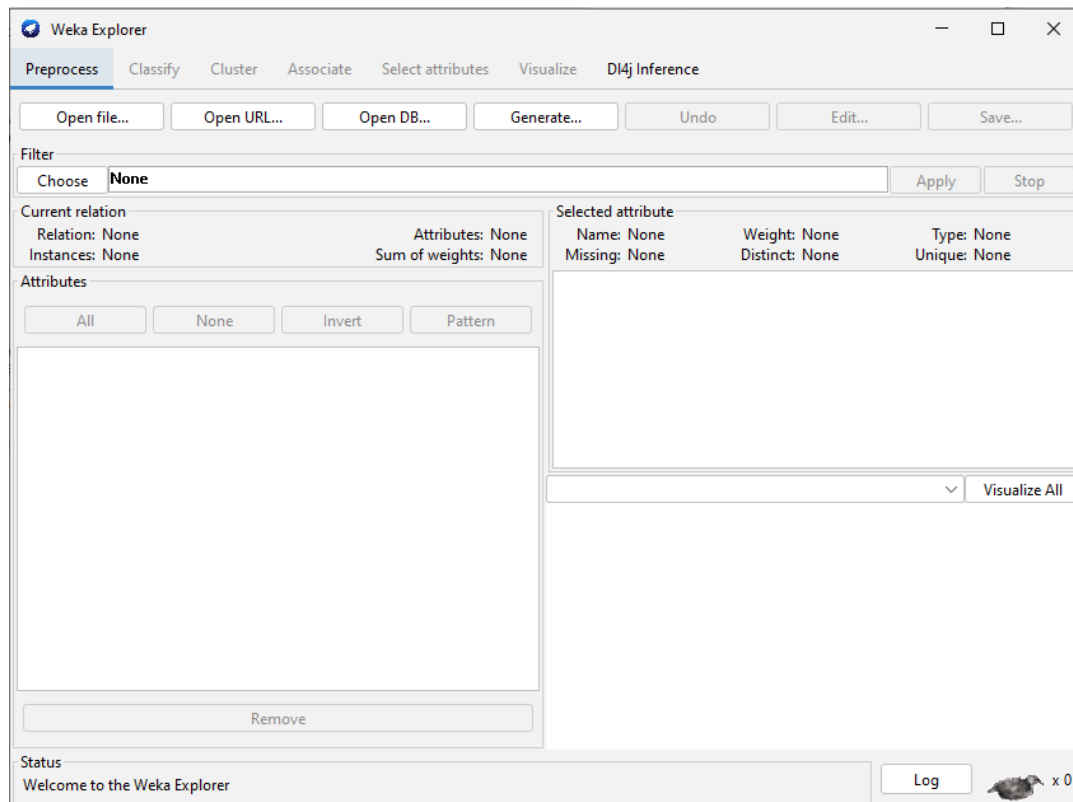 Weka Explorer
Preprocess Classify Cluster Associate Select attributes Visualize Dl4j Inference
Open file... Open URL... Open DB... Generate... Undo Edit... Save...
Filter
Choose None Apply Stop
Current relation
Relation: None Attributes: None
Instances: None Sum of weights: None
Selected attribute
Name: None Weight: None Type: None
Missing: None Distinct: None Unique: None
Attributes
All None Invert Pattern
Visualize All
Remove
Status
Welcome to the Weka Explorer
Log x 0